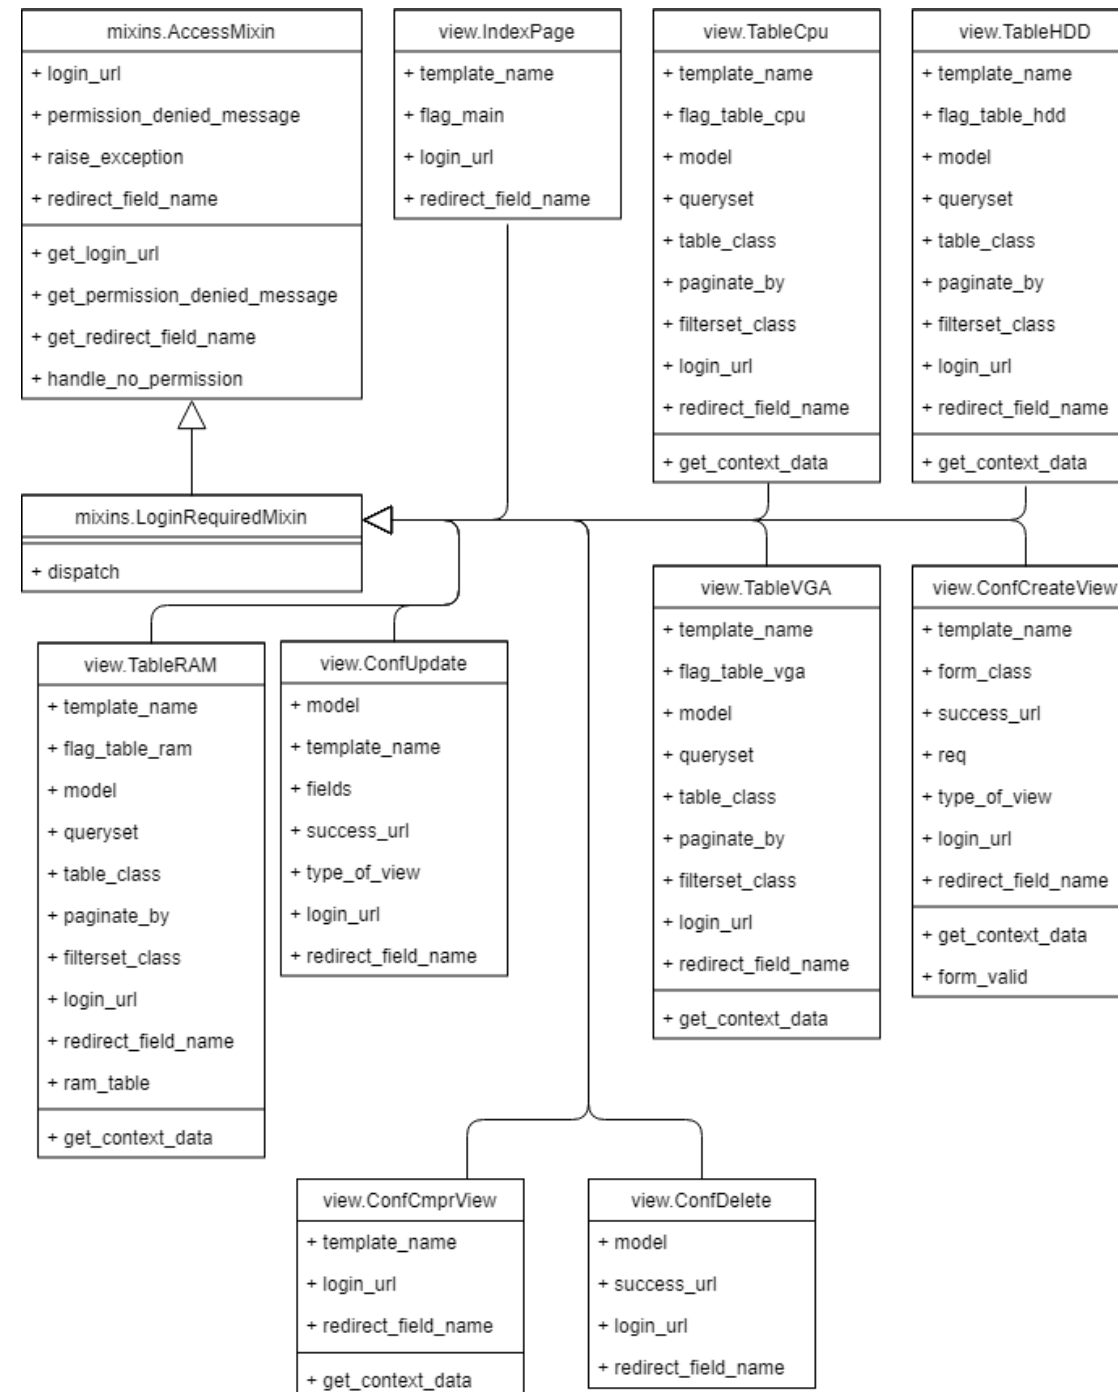 mixins.AccessMixin
+ login_url
+ permission_denied_message
+ raise_exception
+ redirect_field_name
+ get_login_url
+ get_permission_denied_message
+ get_redirect_field_name
+ handle_no_permission
view.IndexPage
+ template_name
+ flag_main
+ login_url
+ redirect_field_name
view.TableCpu
+ template_name
+ flag_table_cpu
+ model
+ queryset
+ table_class
+ paginate_by
+ filterset_class
+ login_url
+ redirect_field_name
+ get_context_data
view.TableHDD
+ template_name
+ flag_table_hdd
+ model
+ queryset
+ table_class
+ paginate_by
+ filterset_class
+ login_url
+ redirect_field_name
+ get_context_data
mixins.LoginRequiredMixin
+ dispatch
view.TableRAM
+ template_name
+ flag_table_ram
+ model
+ queryset
+ table_class
+ paginate_by
+ filterset_class
+ login_url
+ redirect_field_name
+ ram_table
+ get_context_data
view.ConfUpdate
+ model
+ template_name
+ fields
+ success_url
+ type_of_view
+ login_url
+ redirect_field_name
view.TableVGA
+ template_name
+ flag_table_vga
+ model
+ queryset
+ table_class
+ paginate_by
+ filterset_class
+ login_url
+ redirect_field_name
+ get_context_data
view.ConfCreateView
+ template_name
+ form_class
+ success_url
+ req
+ type_of_view
+ login_url
+ redirect_field_name
+ get_context_data
+ form_valid
view.ConfCmprView
+ template_name
+ login_url
+ redirect_field_name
+ get_context_data
view.ConfDelete
+ model
+ success_url
+ login_url
+ redirect_field_name